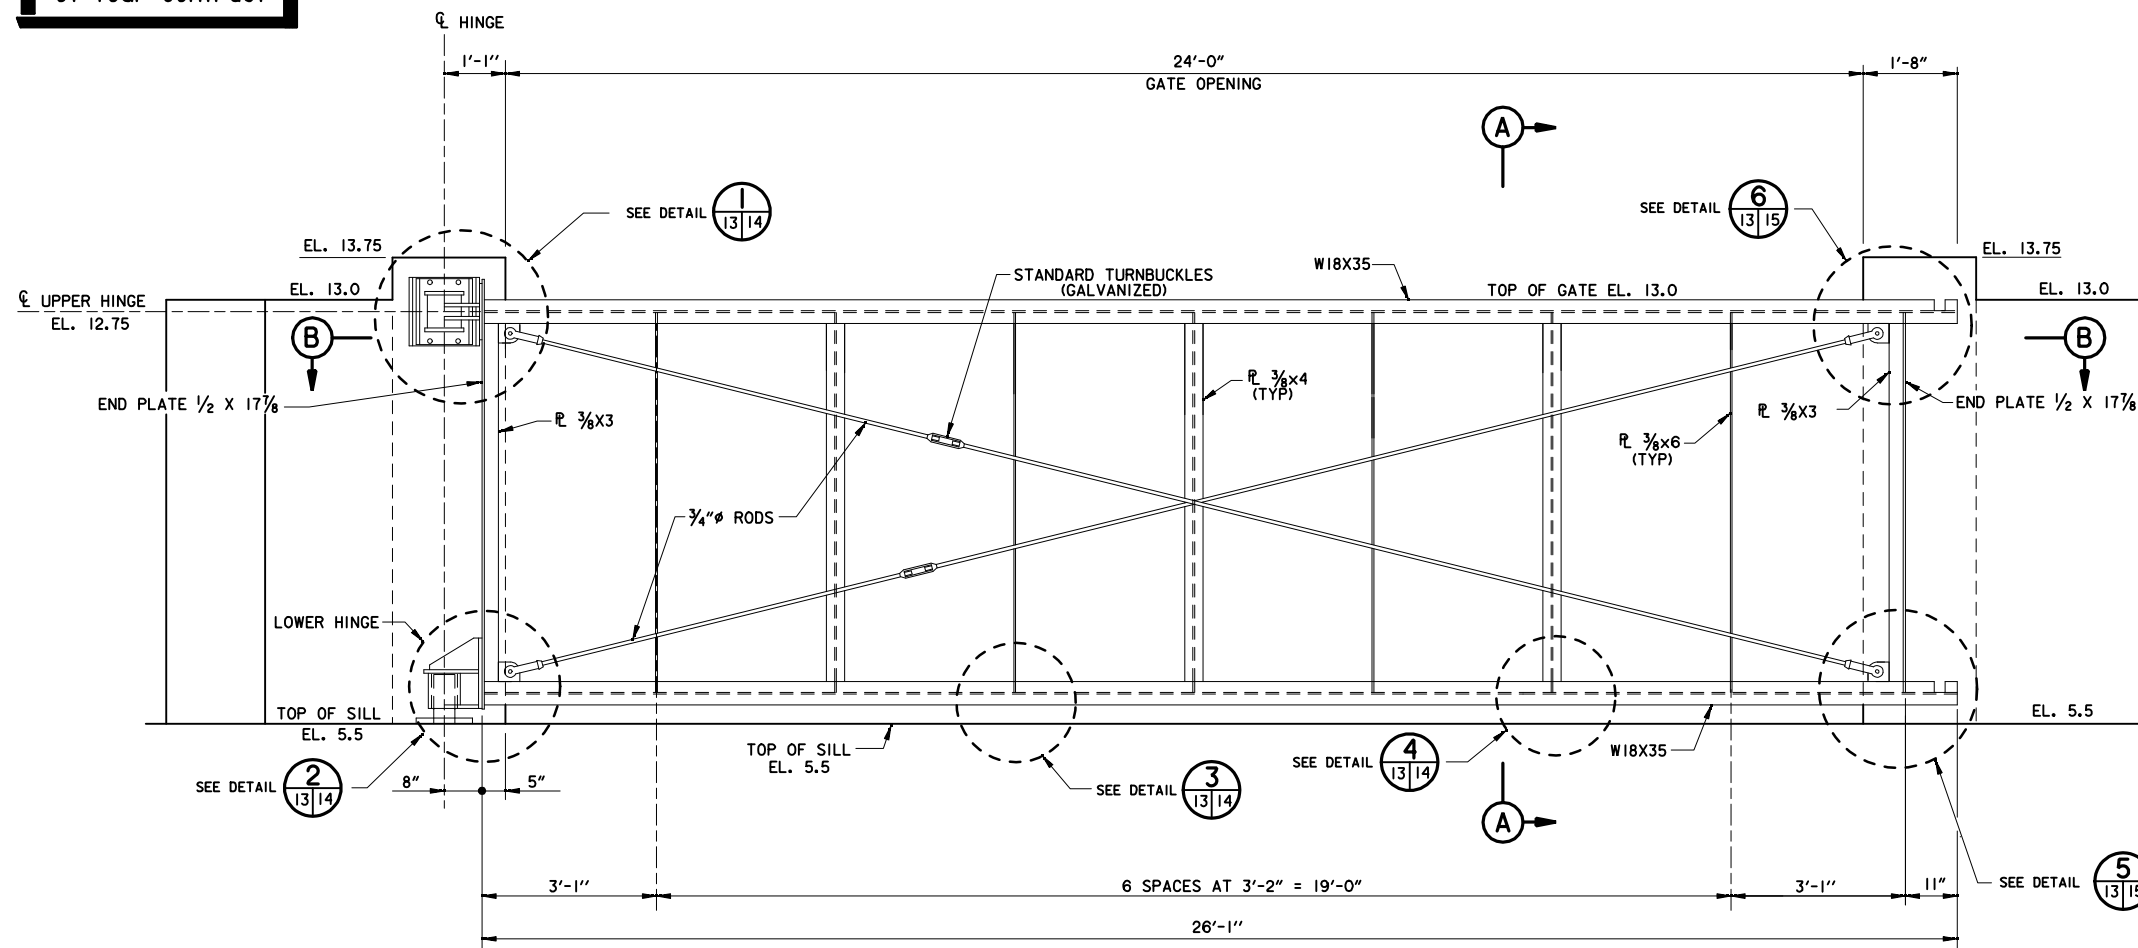 ℄ HINGE
1'-1"
24'-0"
GATE OPENING
1'-8"
A
SEE DETAIL 1
13 14
SEE DETAIL 6
13 15
EL. 13.75
EL. 13.75
W18X35
STANDARD TURNBUCKLES
(GALVANIZED)
EL. 13.0
TOP OF GATE EL. 13.0
EL. 13.0
℄ UPPER HINGE
EL. 12.75
B
B
END PLATE 1/2 X 17 7/8
℄ 3/8X3
℄ 3/8X4
(TYP)
℄ 3/8X6
(TYP)
℄ 3/8X3
END PLATE 1/2 X 17 7/8
3/4"ø RODS
LOWER HINGE
TOP OF SILL
EL. 5.5
EL. 5.5
TOP OF SILL
EL. 5.5
W18X35
SEE DETAIL 2
13 14
8"
5"
SEE DETAIL 3
13 14
SEE DETAIL 4
13 14
A
SEE DETAIL 5
13
3'-1"
6 SPACES AT 3'-2" = 19'-0"
3'-1"
11"
26'-1"